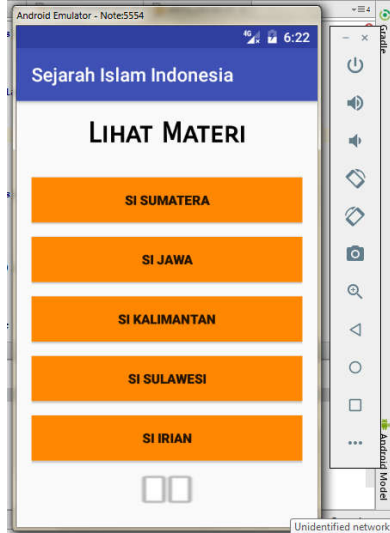 Android Emulator - Note:5554
4G 6:22
Sejarah Islam Indonesia
LIHAT MATERI
SI SUMATERA
SI JAWA
SI KALIMANTAN
SI SULAWESI
SI IRIAN
Gradle
Android Model
Unidentified network